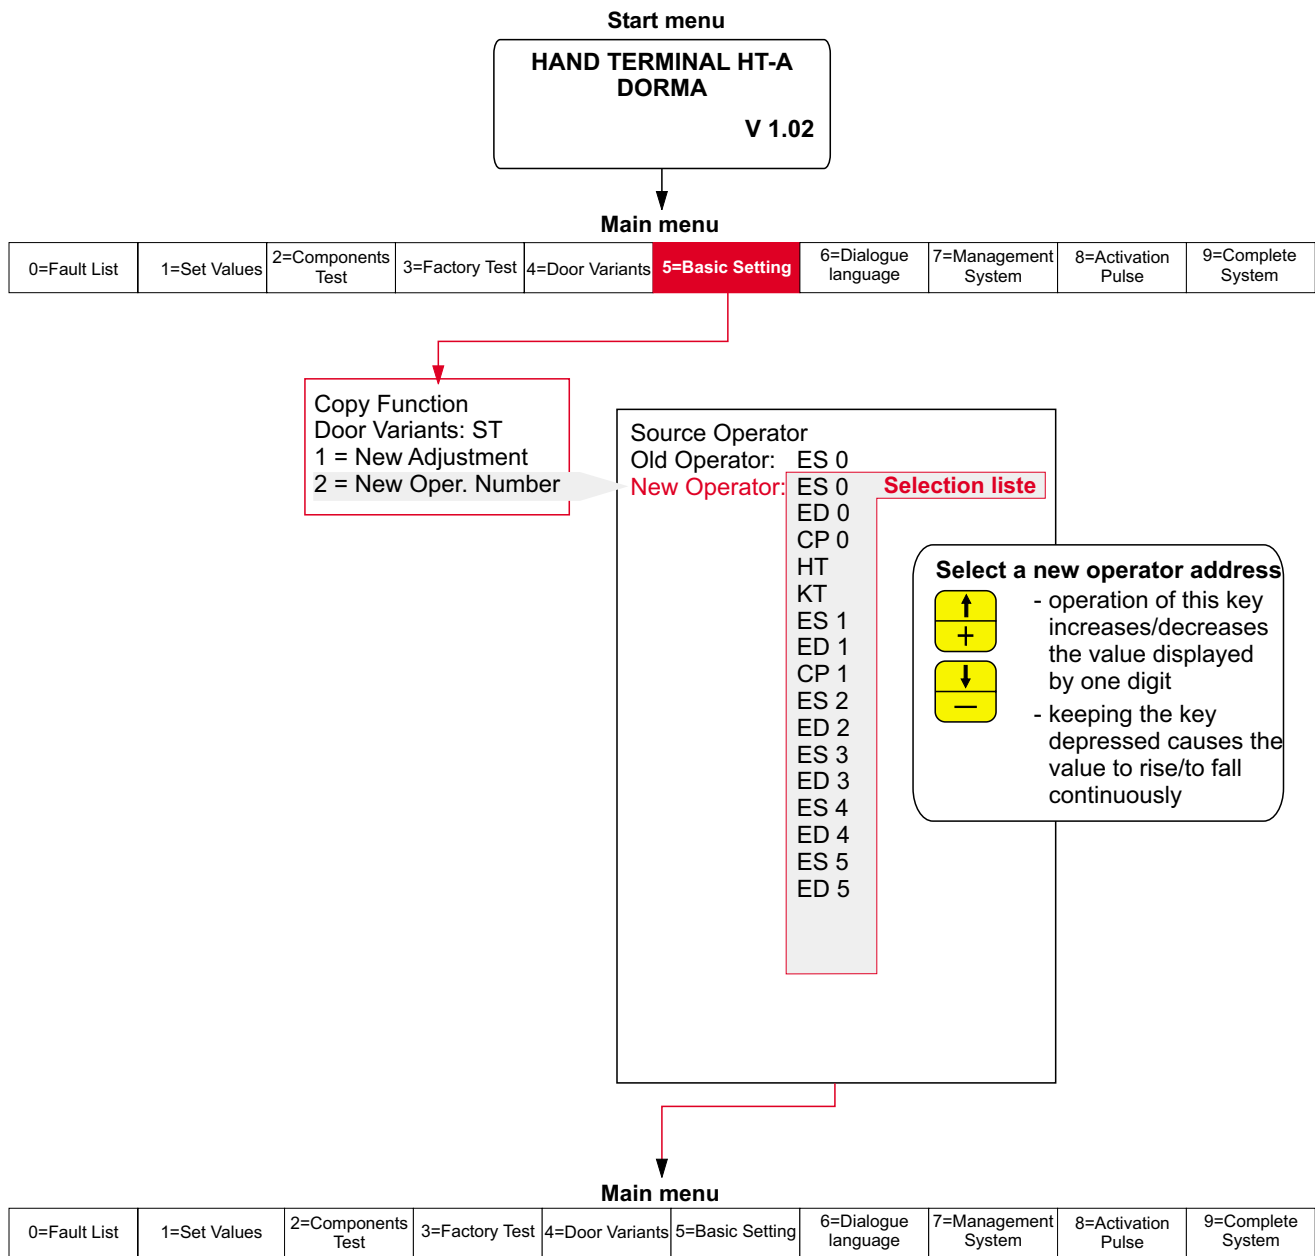 Start menu
HAND TERMINAL HT-A
DORMA
V 1.02
Main menu
0=Fault List
1=Set Values
2=Components
Test
3=Factory Test
4=Door Variants
5=Basic Setting
6=Dialogue
language
7=Management
System
8=Activation
Pulse
9=Complete
System
Copy Function
Door Variants: ST
1 = New Adjustment
2 = New Oper. Number
Source Operator
Old Operator: ES 0
New Operator: ES 0 Selection liste
ED 0
CP 0
HT
KT
ES 1
ED 1
CP 1
ES 2
ED 2
ES 3
ED 3
ES 4
ED 4
ES 5
ED 5
Select a new operator address
+
- operation of this key
increases/decreases
the value displayed
by one digit
—
- keeping the key
depressed causes the
value to rise/to fall
continuously
Main menu
0=Fault List
1=Set Values
2=Components
Test
3=Factory Test
4=Door Variants
5=Basic Setting
6=Dialogue
language
7=Management
System
8=Activation
Pulse
9=Complete
System